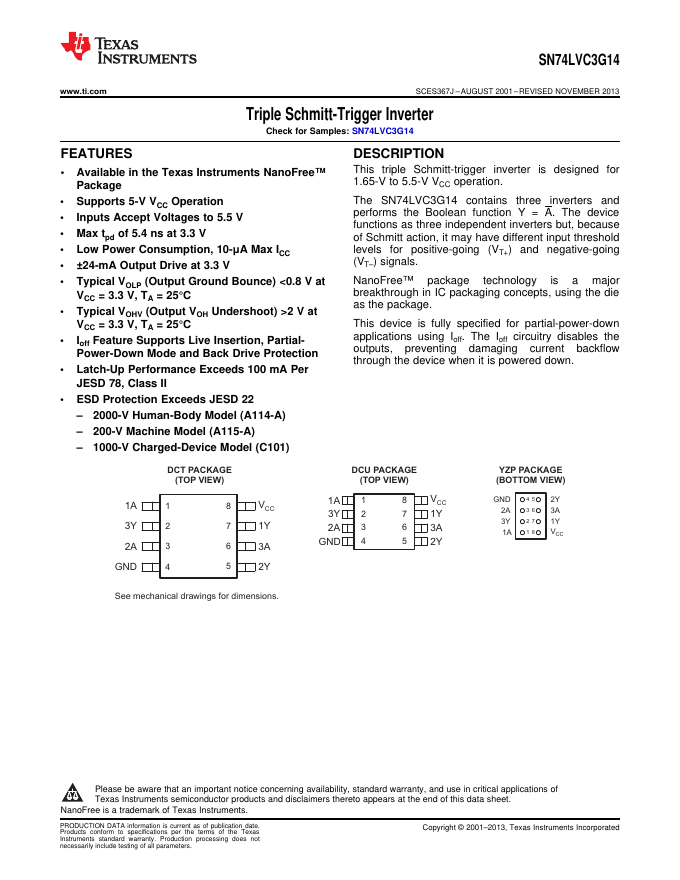 TEXAS
INSTRUMENTS
SN74LVC3G14
www.ti.com
SCES367J – AUGUST 2001 – REVISED NOVEMBER 2013
Triple Schmitt-Trigger Inverter
Check for Samples: SN74LVC3G14
FEATURES
• Available in the Texas Instruments NanoFree™
Package
• Supports 5-V VCC Operation
• Inputs Accept Voltages to 5.5 V
• Max tpd of 5.4 ns at 3.3 V
• Low Power Consumption, 10-µA Max ICC
• ±24-mA Output Drive at 3.3 V
• Typical VOLP (Output Ground Bounce) <0.8 V at
VCC = 3.3 V, TA = 25°C
• Typical VOHV (Output VOH Undershoot) >2 V at
VCC = 3.3 V, TA = 25°C
• Ioff Feature Supports Live Insertion, Partial-
Power-Down Mode and Back Drive Protection
• Latch-Up Performance Exceeds 100 mA Per
JESD 78, Class II
• ESD Protection Exceeds JESD 22
– 2000-V Human-Body Model (A114-A)
– 200-V Machine Model (A115-A)
– 1000-V Charged-Device Model (C101)
DESCRIPTION
This triple Schmitt-trigger inverter is designed for
1.65-V to 5.5-V VCC operation.
The SN74LVC3G14 contains three inverters and
performs the Boolean function Y = A̅. The device
functions as three independent inverters but, because
of Schmitt action, it may have different input threshold
levels for positive-going (VT+) and negative-going
(VT–) signals.
NanoFree™ package technology is a major
breakthrough in IC packaging concepts, using the die
as the package.
This device is fully specified for partial-power-down
applications using Ioff. The Ioff circuitry disables the
outputs, preventing damaging current backflow
through the device when it is powered down.
DCT PACKAGE
(TOP VIEW)
1A 1 8 VCC
3Y 2 7 1Y
2A 3 6 3A
GND 4 5 2Y
DCU PACKAGE
(TOP VIEW)
1A 1 8 VCC
3Y 2 7 1Y
2A 3 6 3A
GND 4 5 2Y
YZP PACKAGE
(BOTTOM VIEW)
GND 4 5 2Y
2A 3 6 3A
3Y 2 7 1Y
1A 1 8 VCC
See mechanical drawings for dimensions.
Please be aware that an important notice concerning availability, standard warranty, and use in critical applications of
Texas Instruments semiconductor products and disclaimers thereto appears at the end of this data sheet.
NanoFree is a trademark of Texas Instruments.
PRODUCTION DATA information is current as of publication date.
Products conform to specifications per the terms of the Texas
Instruments standard warranty. Production processing does not
necessarily include testing of all parameters.
Copyright © 2001–2013, Texas Instruments Incorporated